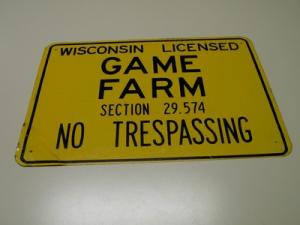 WISCONSIN LICENSED
GAME
FARM
SECTION 29.574
NO TRESPASSING